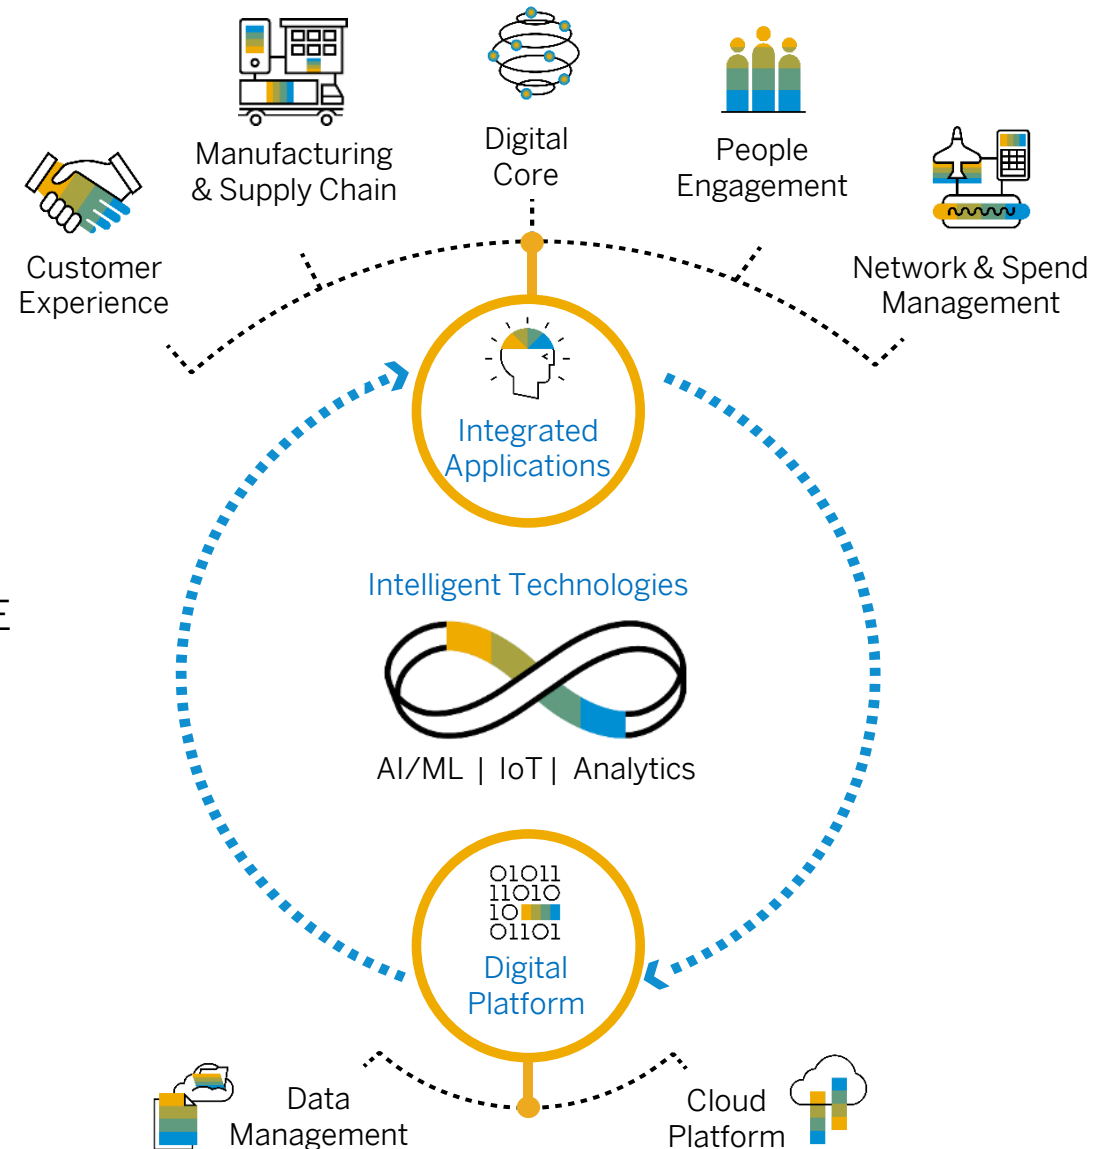 Digital
Core
Manufacturing
& Supply Chain
People
Engagement
Customer
Experience
Network & Spend
Management
Integrated
Applications
Intelligent Technologies
E
AI/ML | IoT | Analytics
01011
11010
10
01101
Digital
Platform
Data
Management
Cloud
Platform